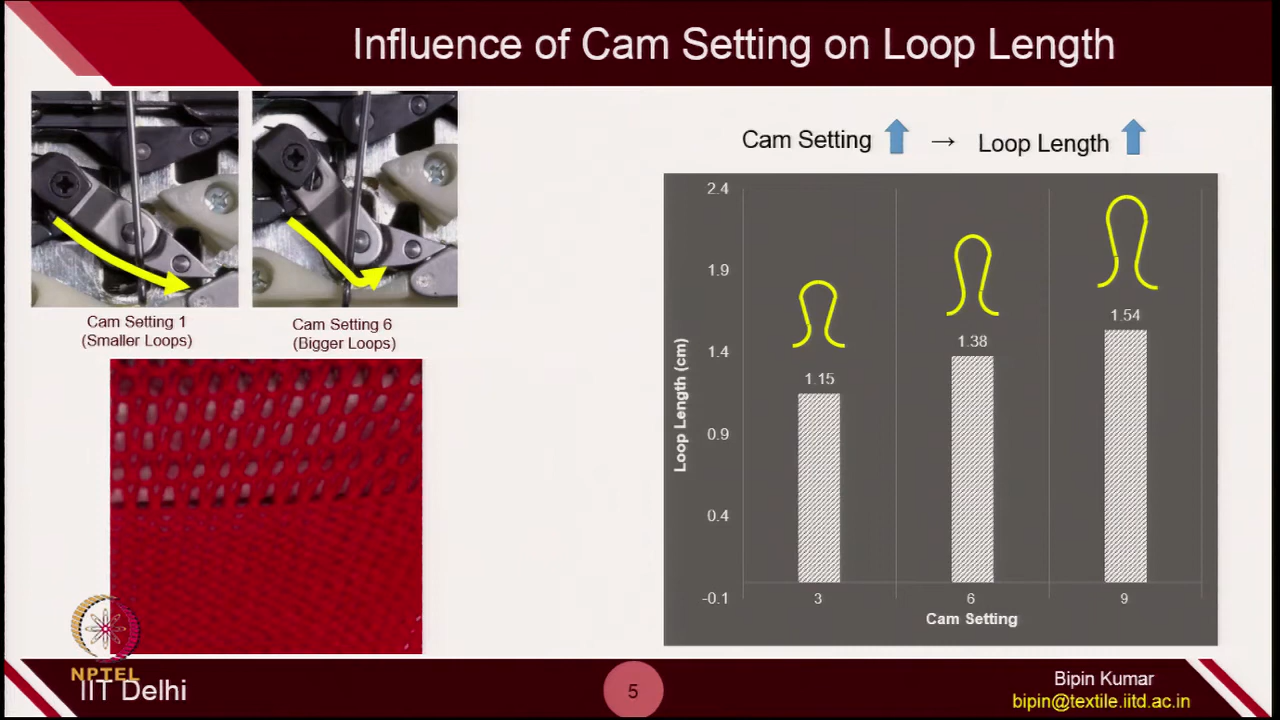 Influence of Cam Setting on Loop Length
Cam Setting 1
(Smaller Loops)
Cam Setting 6
(Bigger Loops)
Cam Setting → Loop Length
2.4
1.9
1.4
0.9
0.4
-0.1
Loop Length (cm)
1.15
1.38
1.54
3
6
9
Cam Setting
NPTEL
IIT Delhi
5
Bipin Kumar
bipin@textile.iitd.ac.in